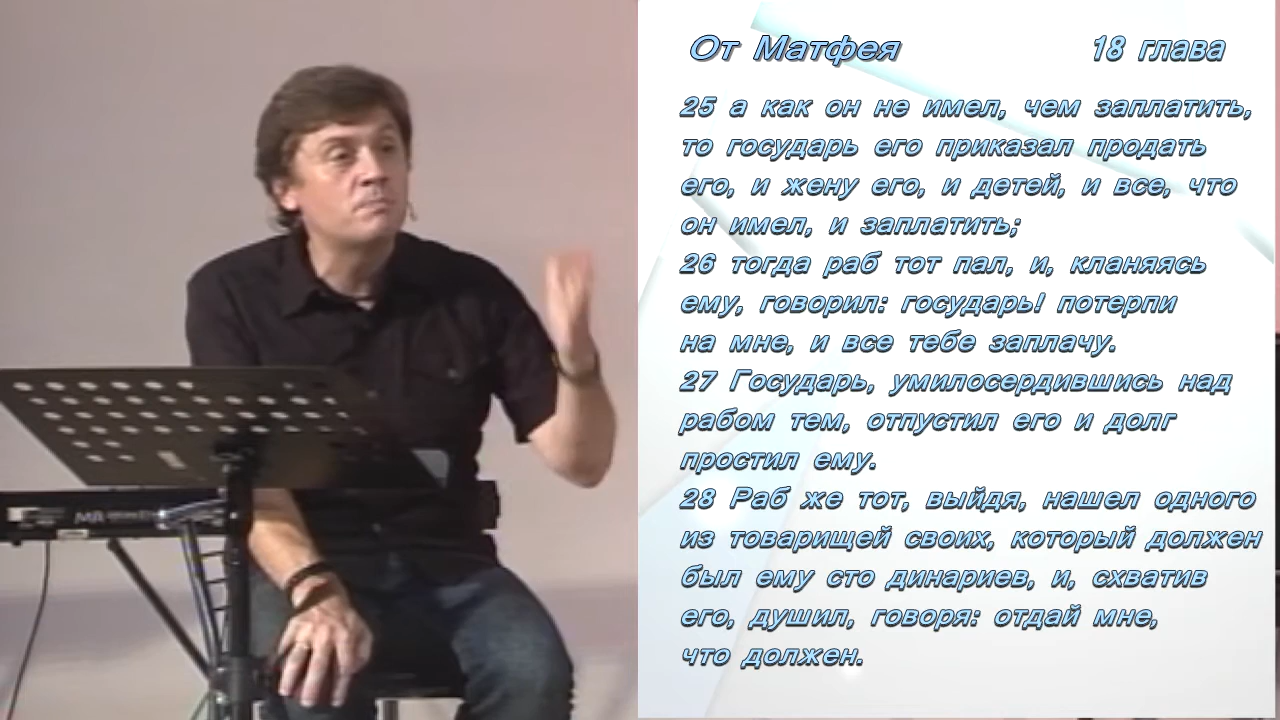 От Матфея 18 глава
25 а как он не имел, чем заплатить,
то государь его приказал продать
его, и жену его, и детей, и все, что
он имел, и заплатить;
26 тогда раб тот пал, и, кланяясь
ему, говорил: государь! потерпи
на мне, и все тебе заплачу.
27 Государь, умилосердившись над
рабом тем, отпустил его и долг
простил ему.
28 Раб же тот, выйдя, нашел одного
из товарищей своих, который должен
был ему сто динариев, и, схватив
его, душил, говоря: отдай мне,
что должен.